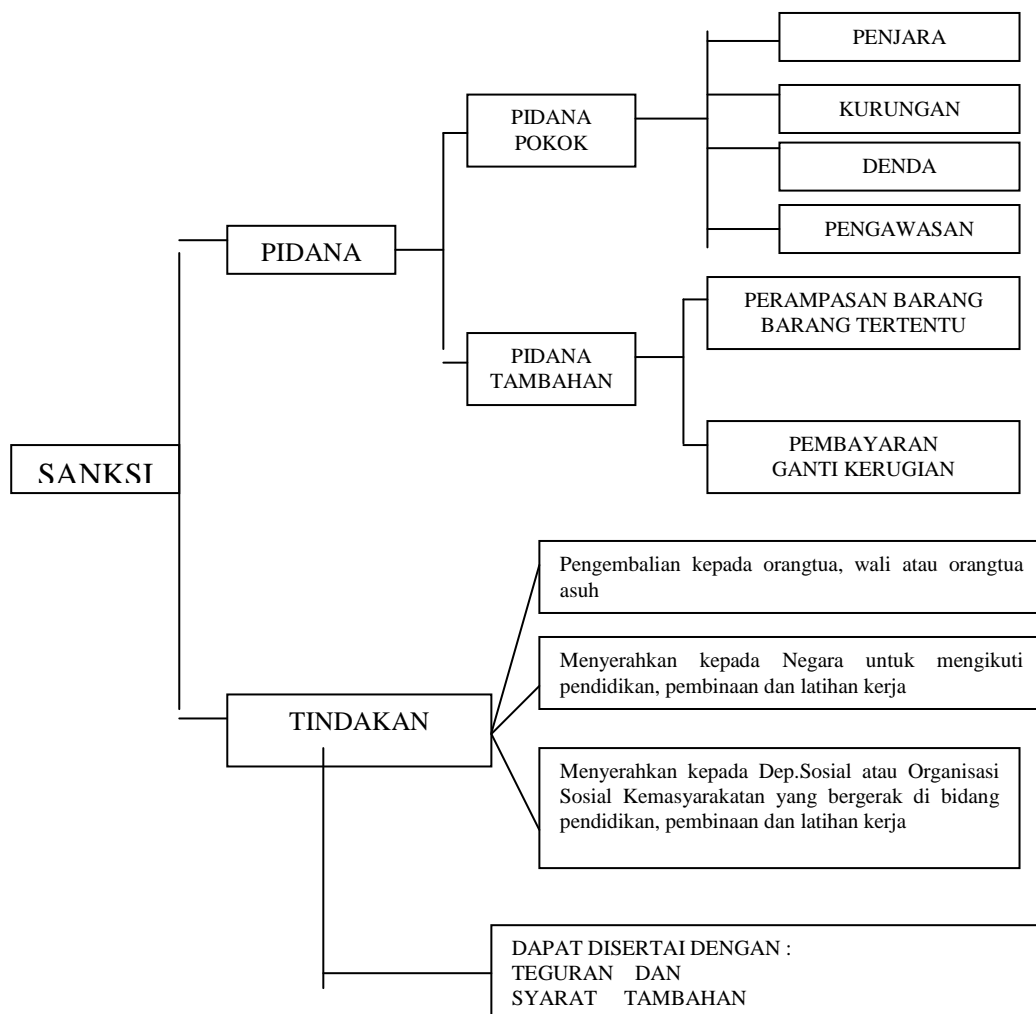 PENJARA
PIDANA
POKOK
KURUNGAN
DENDA
PENGAWASAN
PIDANA
PERAMPASAN BARANG
BARANG TERTENTU
PIDANA
TAMBAHAN
PEMBAYARAN
GANTI KERUGIAN
SANKSI
Pengembalian kepada orangtua, wali atau orangtua
asuh
Menyerahkan kepada Negara untuk mengikuti
pendidikan, pembinaan dan latihan kerja
TINDAKAN
Menyerahkan kepada Dep.Sosial atau Organisasi
Sosial Kemasyarakatan yang bergerak di bidang
pendidikan, pembinaan dan latihan kerja
DAPAT DISERTAI DENGAN :
TEGURAN DAN
SYARAT TAMBAHAN